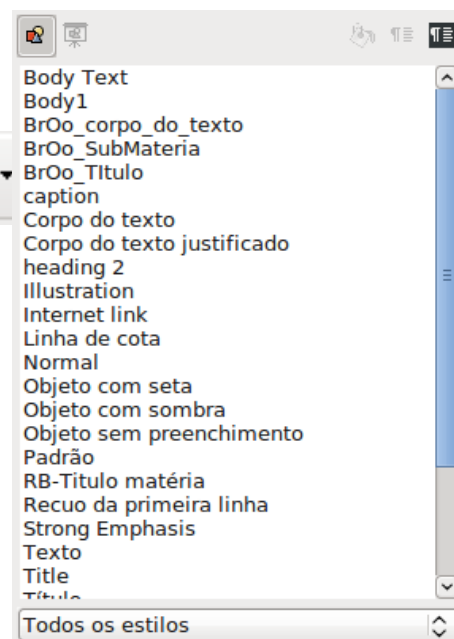 Body Text
Body1
BrOo_corpo_do_texto
BrOo_SubMateria
BrOo_TItulo
caption
Corpo do texto
Corpo do texto justificado
heading 2
Illustration
Internet link
Linha de cota
Normal
Objeto com seta
Objeto com sombra
Objeto sem preenchimento
Padrão
RB-Titulo matéria
Recuo da primeira linha
Strong Emphasis
Texto
Title
Título
Todos os estilos